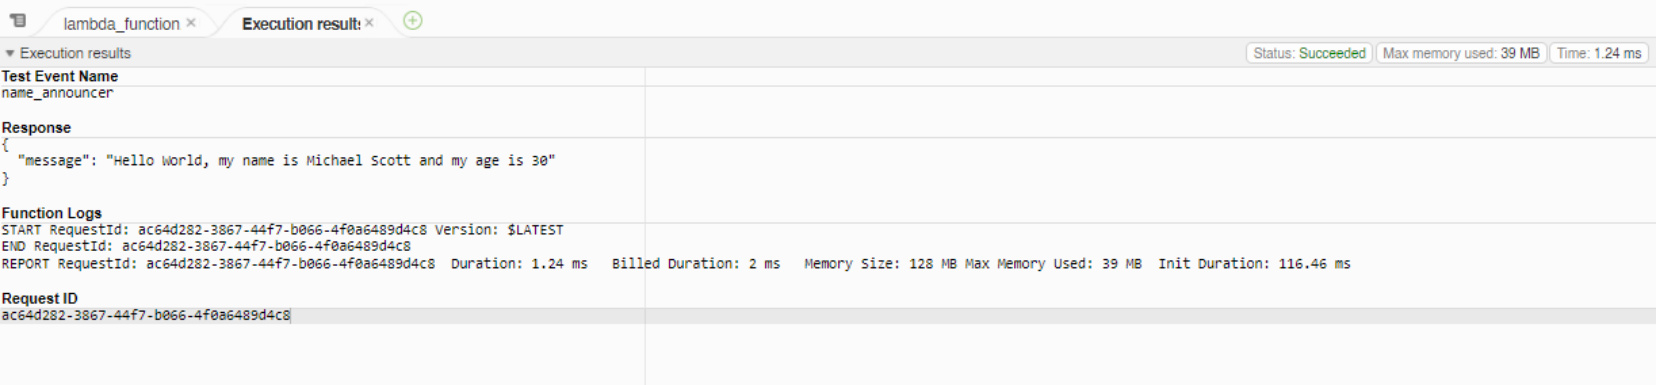 lambda_function
Execution results
Execution results
Status: Succeeded
Max memory used: 39 MB
Time: 1.24 ms
Test Event Name
name_announcer
Response
{
"message": "Hello World, my name is Michael Scott and my age is 30"
}
Function Logs
START RequestId: ac64d282-3867-44f7-b066-4f0a6489d4c8 Version: $LATEST
END RequestId: ac64d282-3867-44f7-b066-4f0a6489d4c8
REPORT RequestId: ac64d282-3867-44f7-b066-4f0a6489d4c8 Duration: 1.24 ms Billed Duration: 2 ms Memory Size: 128 MB Max Memory Used: 39 MB Init Duration: 116.46 ms
Request ID
ac64d282-3867-44f7-b066-4f0a6489d4c8